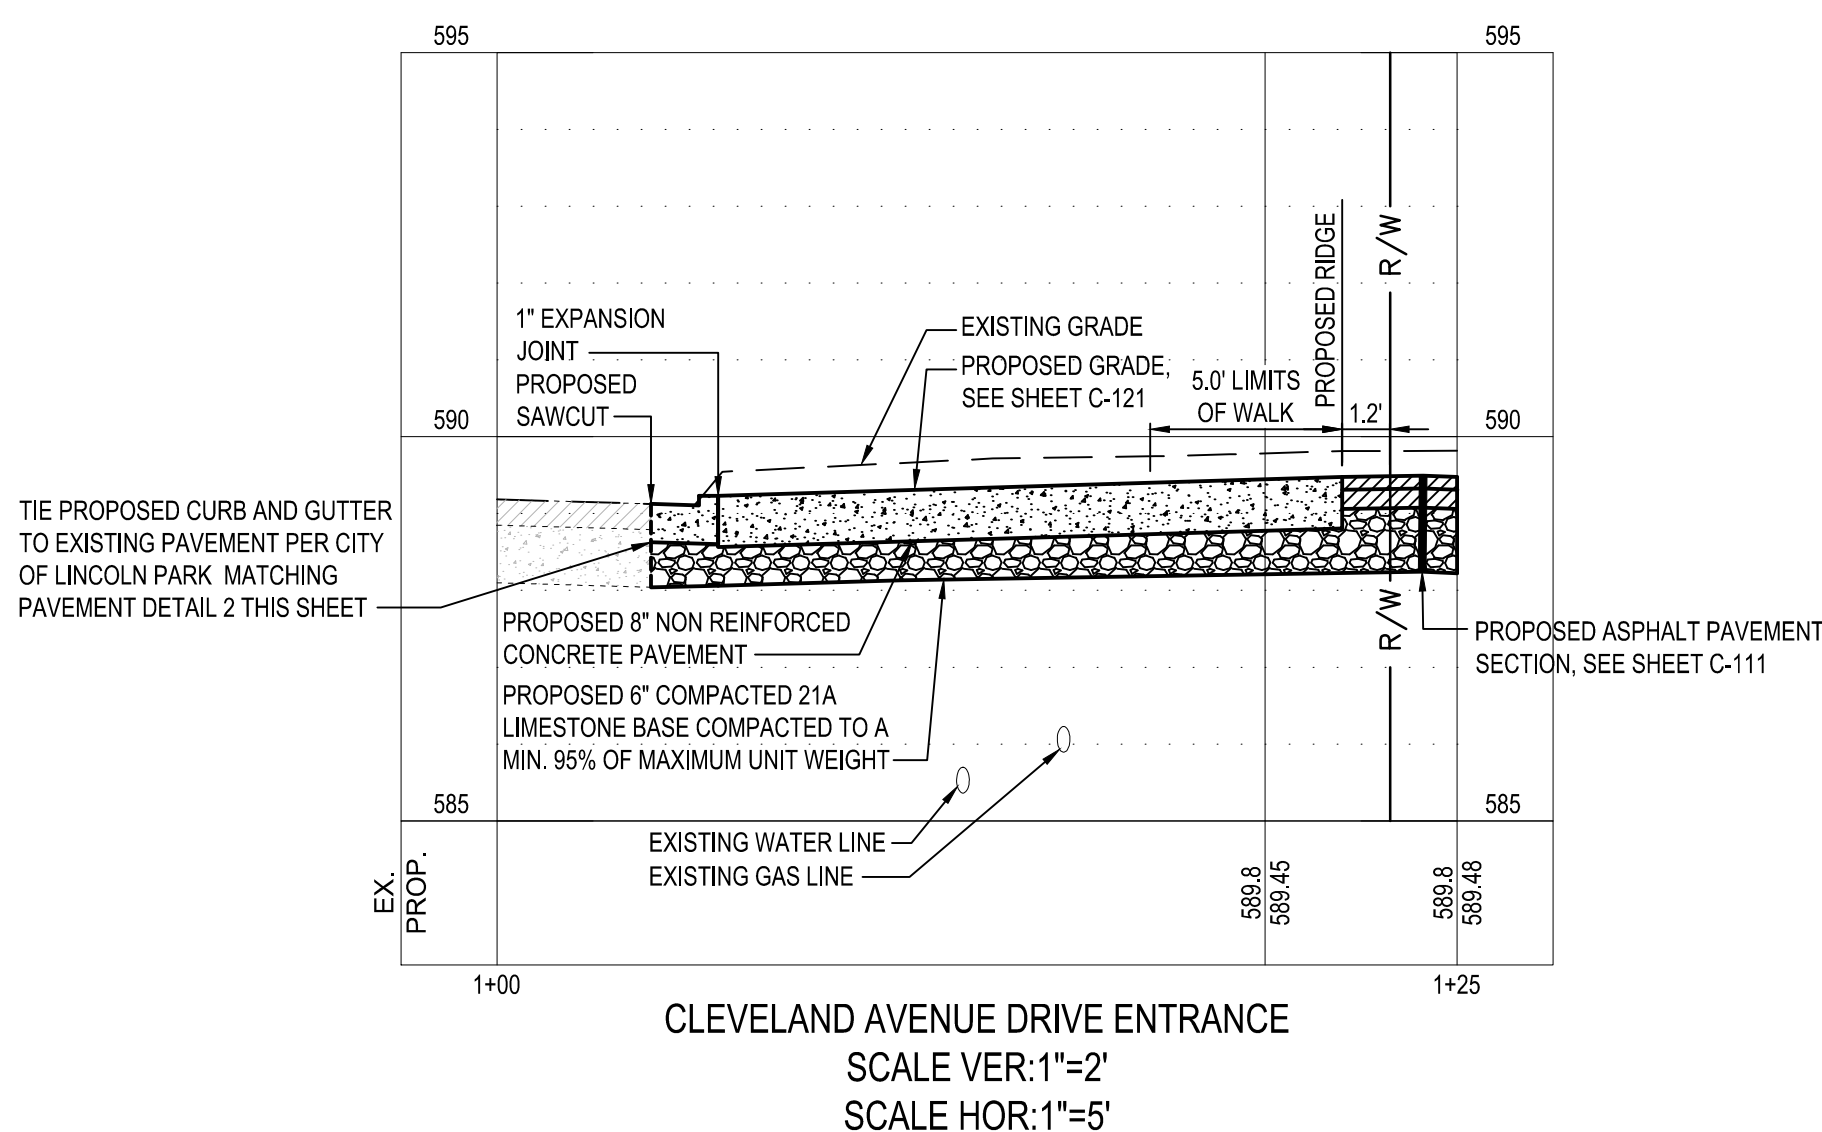 595
595
1" EXPANSION
JOINT
PROPOSED
SAWCUT
EXISTING GRADE
PROPOSED GRADE,
SEE SHEET C-121
5.0' LIMITS
OF WALK
PROPOSED RIDGE
1.2'
R/W
590
590
TIE PROPOSED CURB AND GUTTER
TO EXISTING PAVEMENT PER CITY
OF LINCOLN PARK MATCHING
PAVEMENT DETAIL 2 THIS SHEET
PROPOSED 8" NON REINFORCED
CONCRETE PAVEMENT
PROPOSED 6" COMPACTED 21A
LIMESTONE BASE COMPACTED TO A
MIN. 95% OF MAXIMUM UNIT WEIGHT
R/W
PROPOSED ASPHALT PAVEMENT
SECTION, SEE SHEET C-111
585
585
EXISTING WATER LINE
EXISTING GAS LINE
EX.
PROP.
589.8
589.45
589.8
589.48
1+00
1+25
CLEVELAND AVENUE DRIVE ENTRANCE
SCALE VER:1"=2'
SCALE HOR:1"=5'